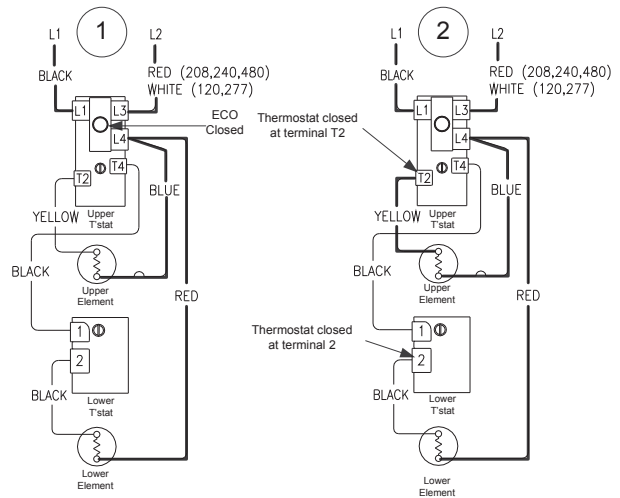 1
L1
L2
BLACK
RED (208,240,480)
WHITE (120,277)
L1
L3
ECO
Closed
L4
T2
T4
BLUE
YELLOW
Upper
T'stat
BLACK
Upper
Element
RED
1
2
BLACK
Lower
T'stat
Lower
Element
2
L1
L2
BLACK
RED (208,240,480)
WHITE (120,277)
L1
L3
Thermostat closed
at terminal T2
L4
T2
T4
BLUE
YELLOW
Upper
T'stat
BLACK
Upper
Element
RED
Thermostat closed
at terminal 2
1
2
BLACK
Lower
T'stat
Lower
Element